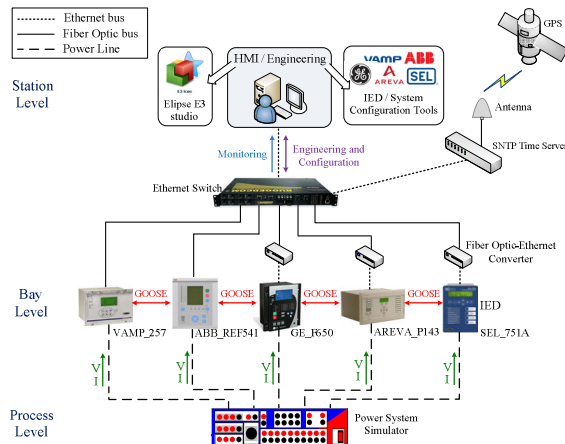 Ethernet bus
Fiber Optic bus
Power Line
GPS
Station
Level
HMI / Engineering
E3 Icon
Elipse E3
studio
VAMP ABB
AREVA SEL
IED / System
Configuration Tools
Antenna
SNTP Time Server
Monitoring
Engineering and
Configuration
Ethernet Switch
Fiber Optic-Ethernet
Converter
Bay
Level
GOOSE GOOSE GOOSE GOOSE
IED
VAMP_257 ABB_REF541 GE_F650 AREVA_P143 SEL_751A
V V V V V
I I I I I
Process
Level
Power System
Simulator